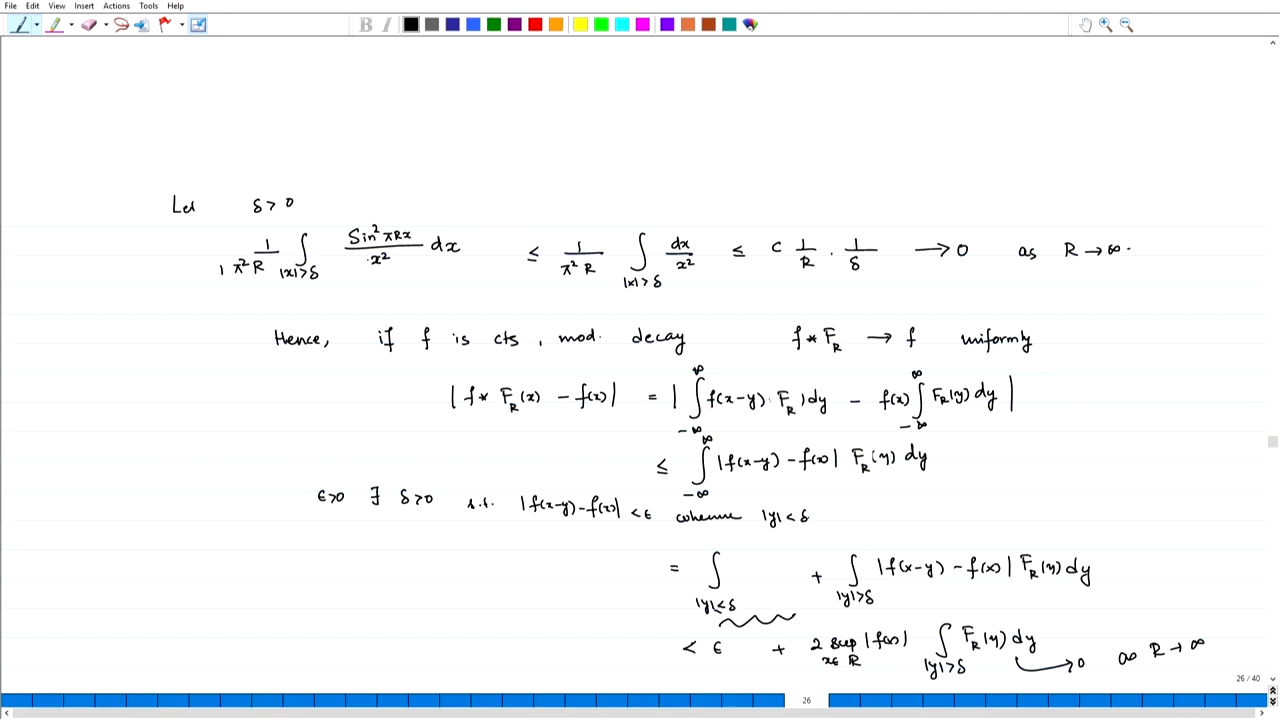 File Edit View Insert Actions Tools Help
B I
Let δ > 0
1/(π²R) ∫_{|x|>δ} Sin²πRx / x² dx ≤ 1/(π²R) ∫_{|x|>δ} dx/x² ≤ C 1/R · 1/δ → 0 as R → ∞.
Hence, if f is cts, mod. decay f * F_R → f uniformly
|f * F_R(x) − f(x)| = | ∫_{−∞}^{∞} f(x−y) · F_R ) dy − f(x) ∫_{−∞}^{∞} F_R(y) dy |
≤ ∫_{−∞}^{∞} |f(x−y) − f(x)| F_R(y) dy
ε>0 ∃ δ>0 s.t. |f(x−y) − f(x)| < ε whenever |y| < δ
= ∫_{|y|<δ} + ∫_{|y|>δ} |f(x−y) − f(x)| F_R(y) dy
< ε + 2 sup_{x∈R} |f(x)| ∫_{|y|>δ} F_R(y) dy → 0 as R → ∞
26 / 40
26